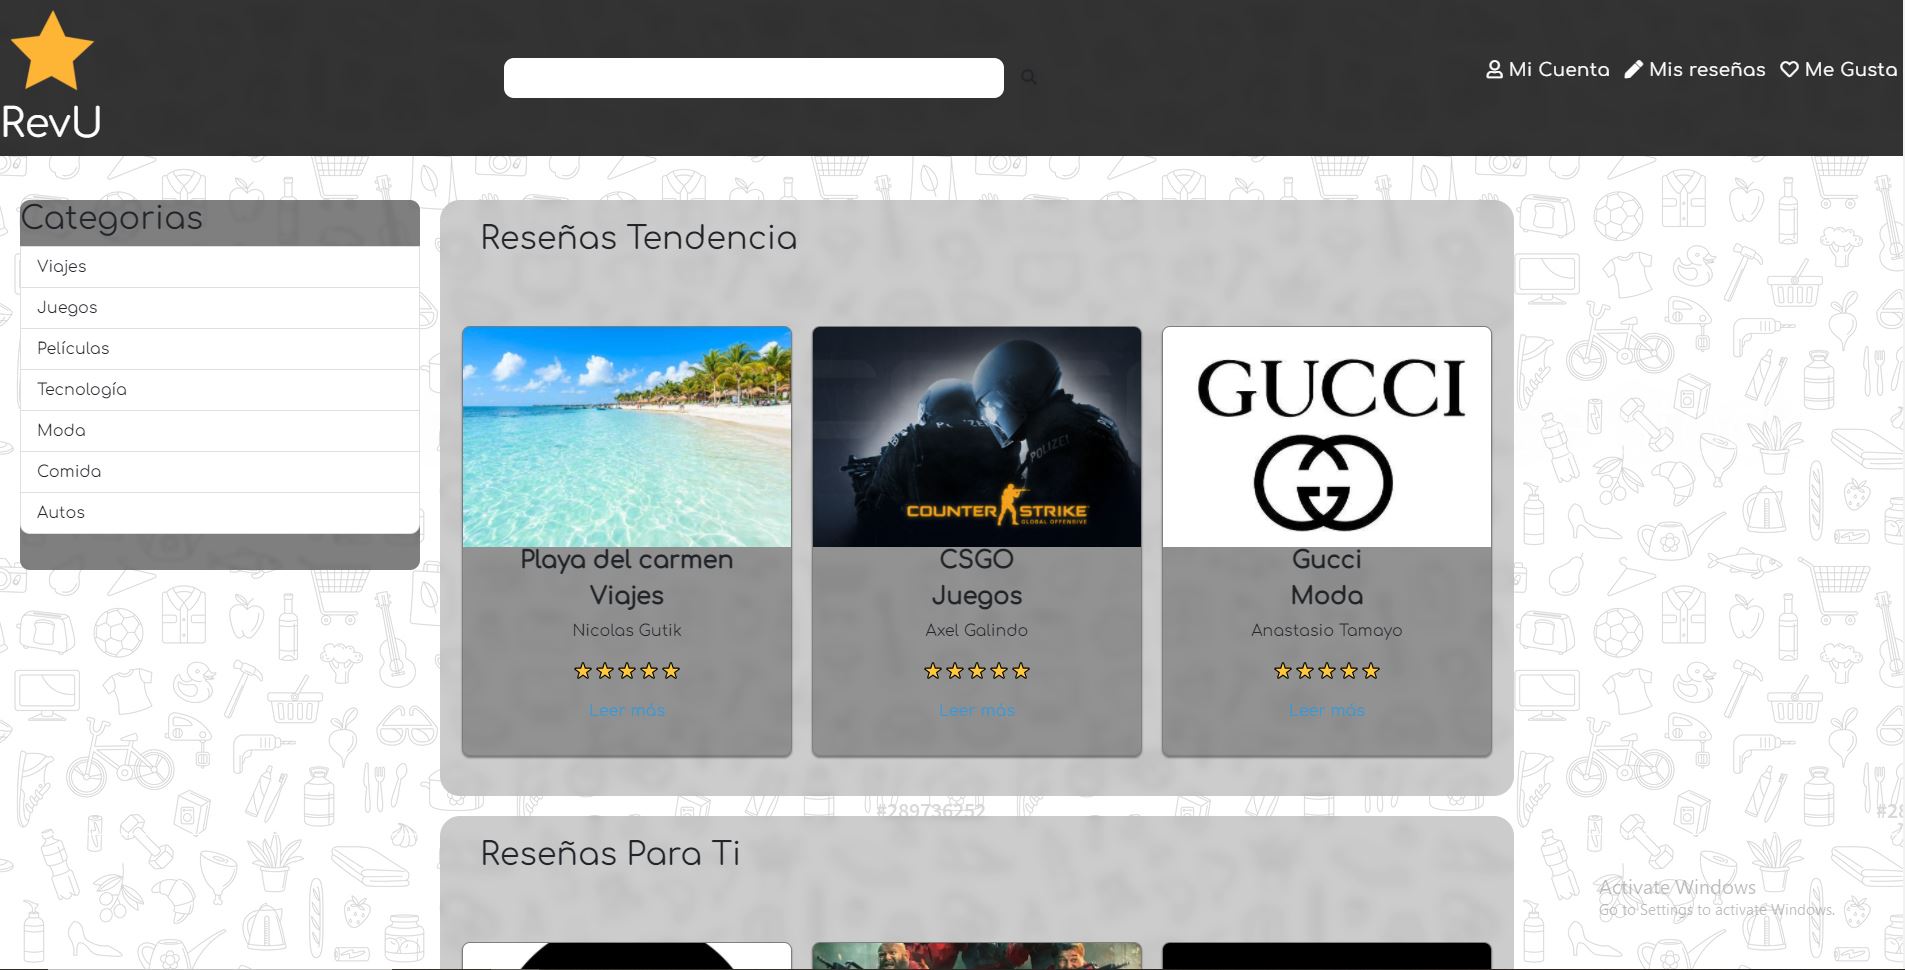 RevU
Mi Cuenta
Mis reseñas
Me Gusta
Categorias
Viajes
Juegos
Películas
Tecnología
Moda
Comida
Autos
Reseñas Tendencia
POLIZEI
COUNTER STRIKE
GLOBAL OFFENSIVE
GUCCI
Playa del carmen
Viajes
Nicolas Gutik
Leer más
CSGO
Juegos
Axel Galindo
Leer más
Gucci
Moda
Anastasio Tamayo
Leer más
#289736252
#28
Reseñas Para Ti
Activate Windows
Go to Settings to activate Windows.